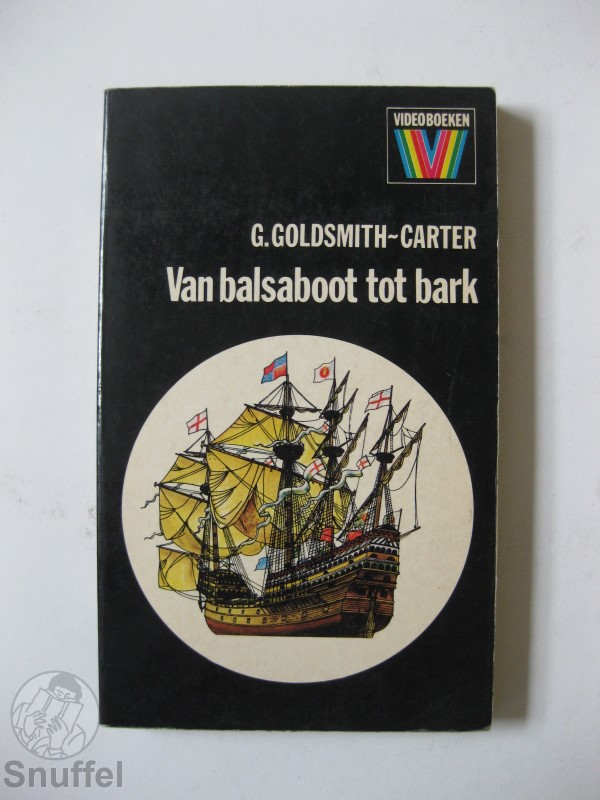 VIDEOBOEKEN
G. GOLDSMITH~CARTER
Van balsaboot tot bark
Snuffel